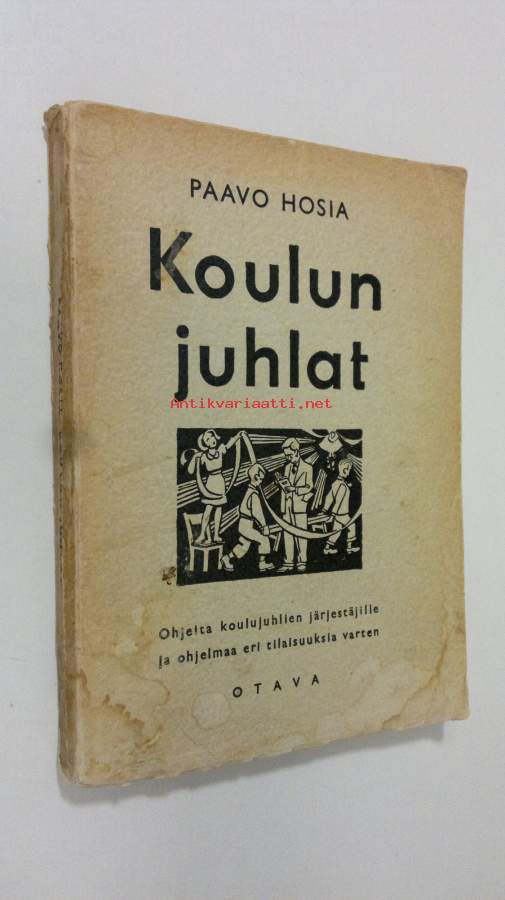 PAAVO HOSIA
Koulun
juhlat
antikvariaatti.net
Ohjeita koulujuhlien järjestäjille
ja ohjelmaa eri tilaisuuksia varten
OTAVA